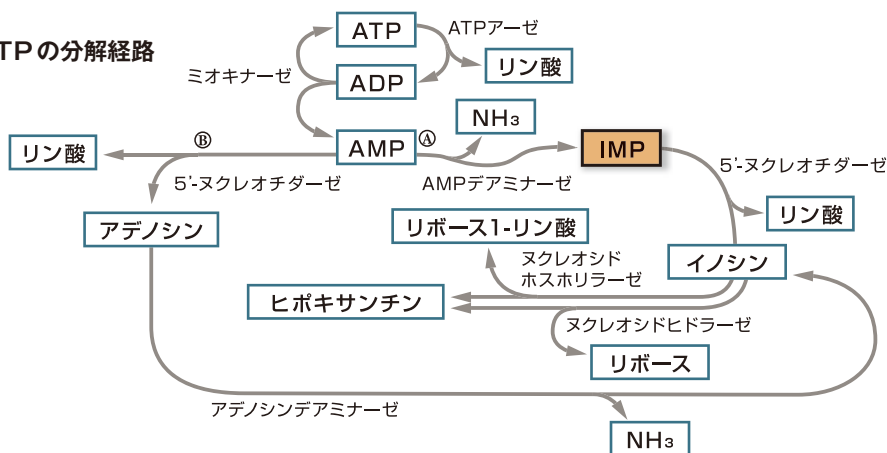 TPの分解経路
ATP
ATPアーゼ
リン酸
ミオキナーゼ
ADP
NH₃
リン酸
Ⓑ
AMP
Ⓐ
IMP
5'-ヌクレオチダーゼ
AMPデアミナーゼ
5'-ヌクレオチダーゼ
リン酸
アデノシン
リボース1-リン酸
イノシン
ヌクレオシド
ホスホリラーゼ
ヒポキサンチン
ヌクレオシドヒドラーゼ
リボース
アデノシンデアミナーゼ
NH₃